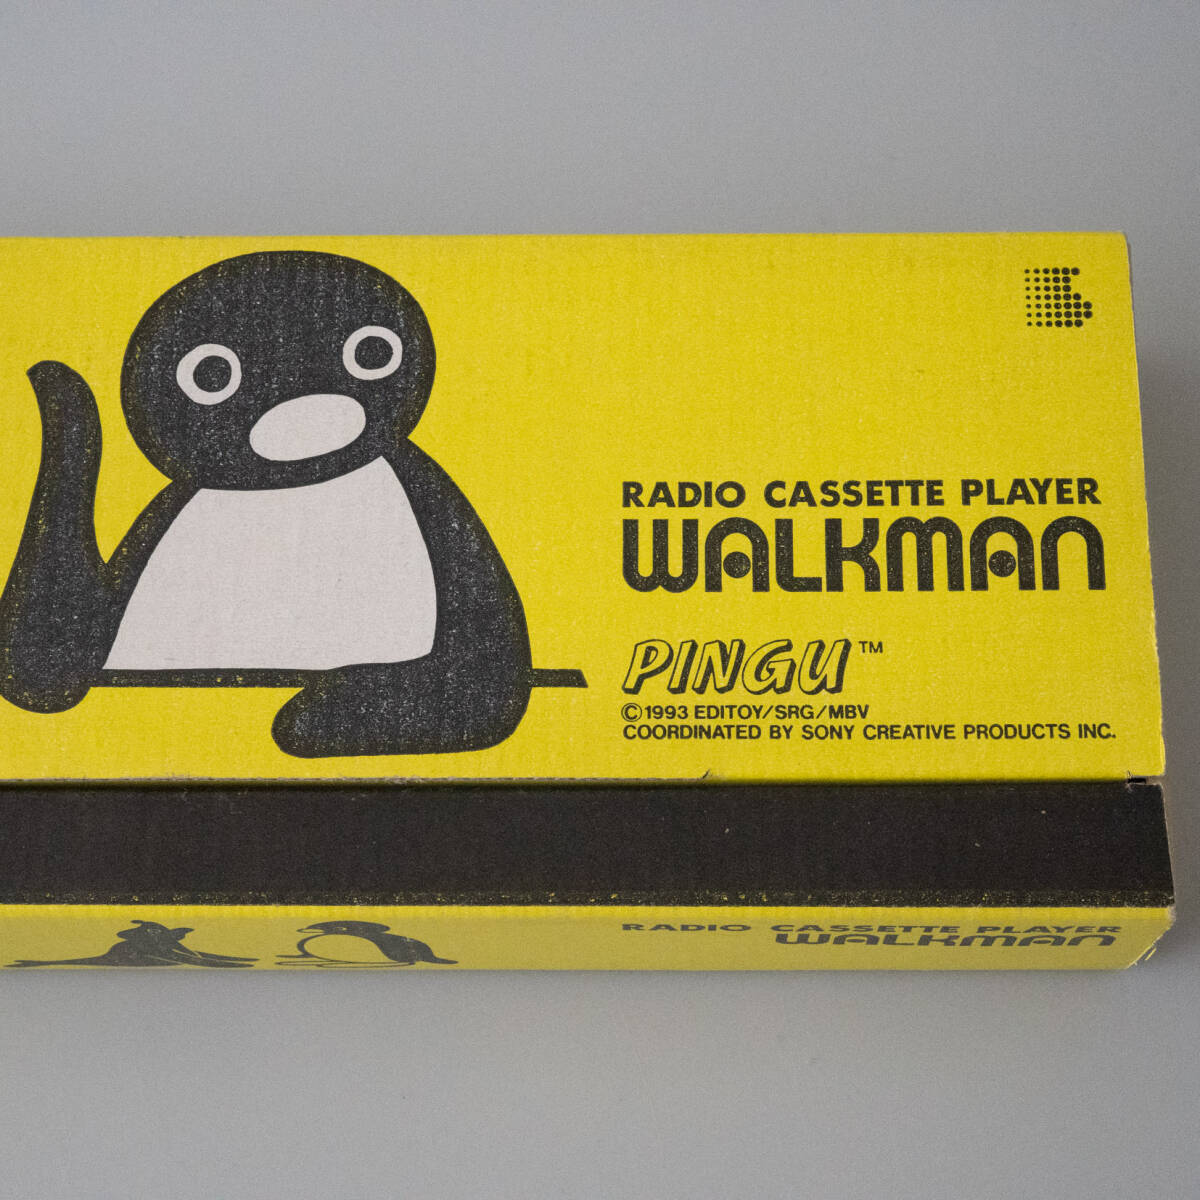 RADIO CASSETTE PLAYER
WALKMAN
PINGU™
©1993 EDITOY/SRG/MBV
COORDINATED BY SONY CREATIVE PRODUCTS INC.
RADIO CASSETTE PLAYER
WALKMAN